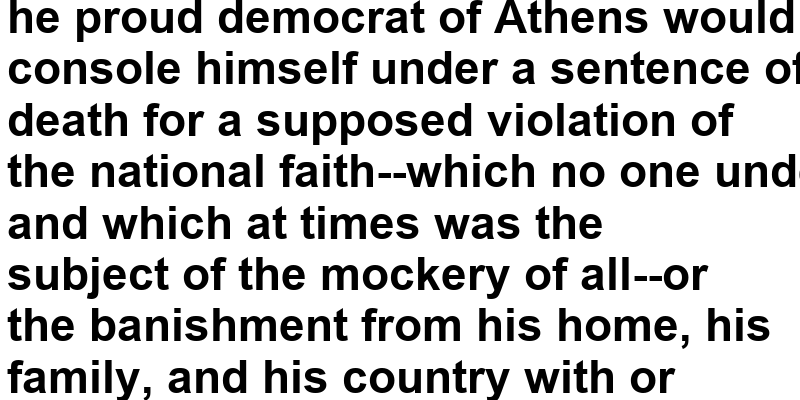 he proud democrat of Athens would
console himself under a sentence of
death for a supposed violation of
the national faith--which no one
and which at times was the
subject of the mockery of all--or
the banishment from his home, his
family, and his country with or